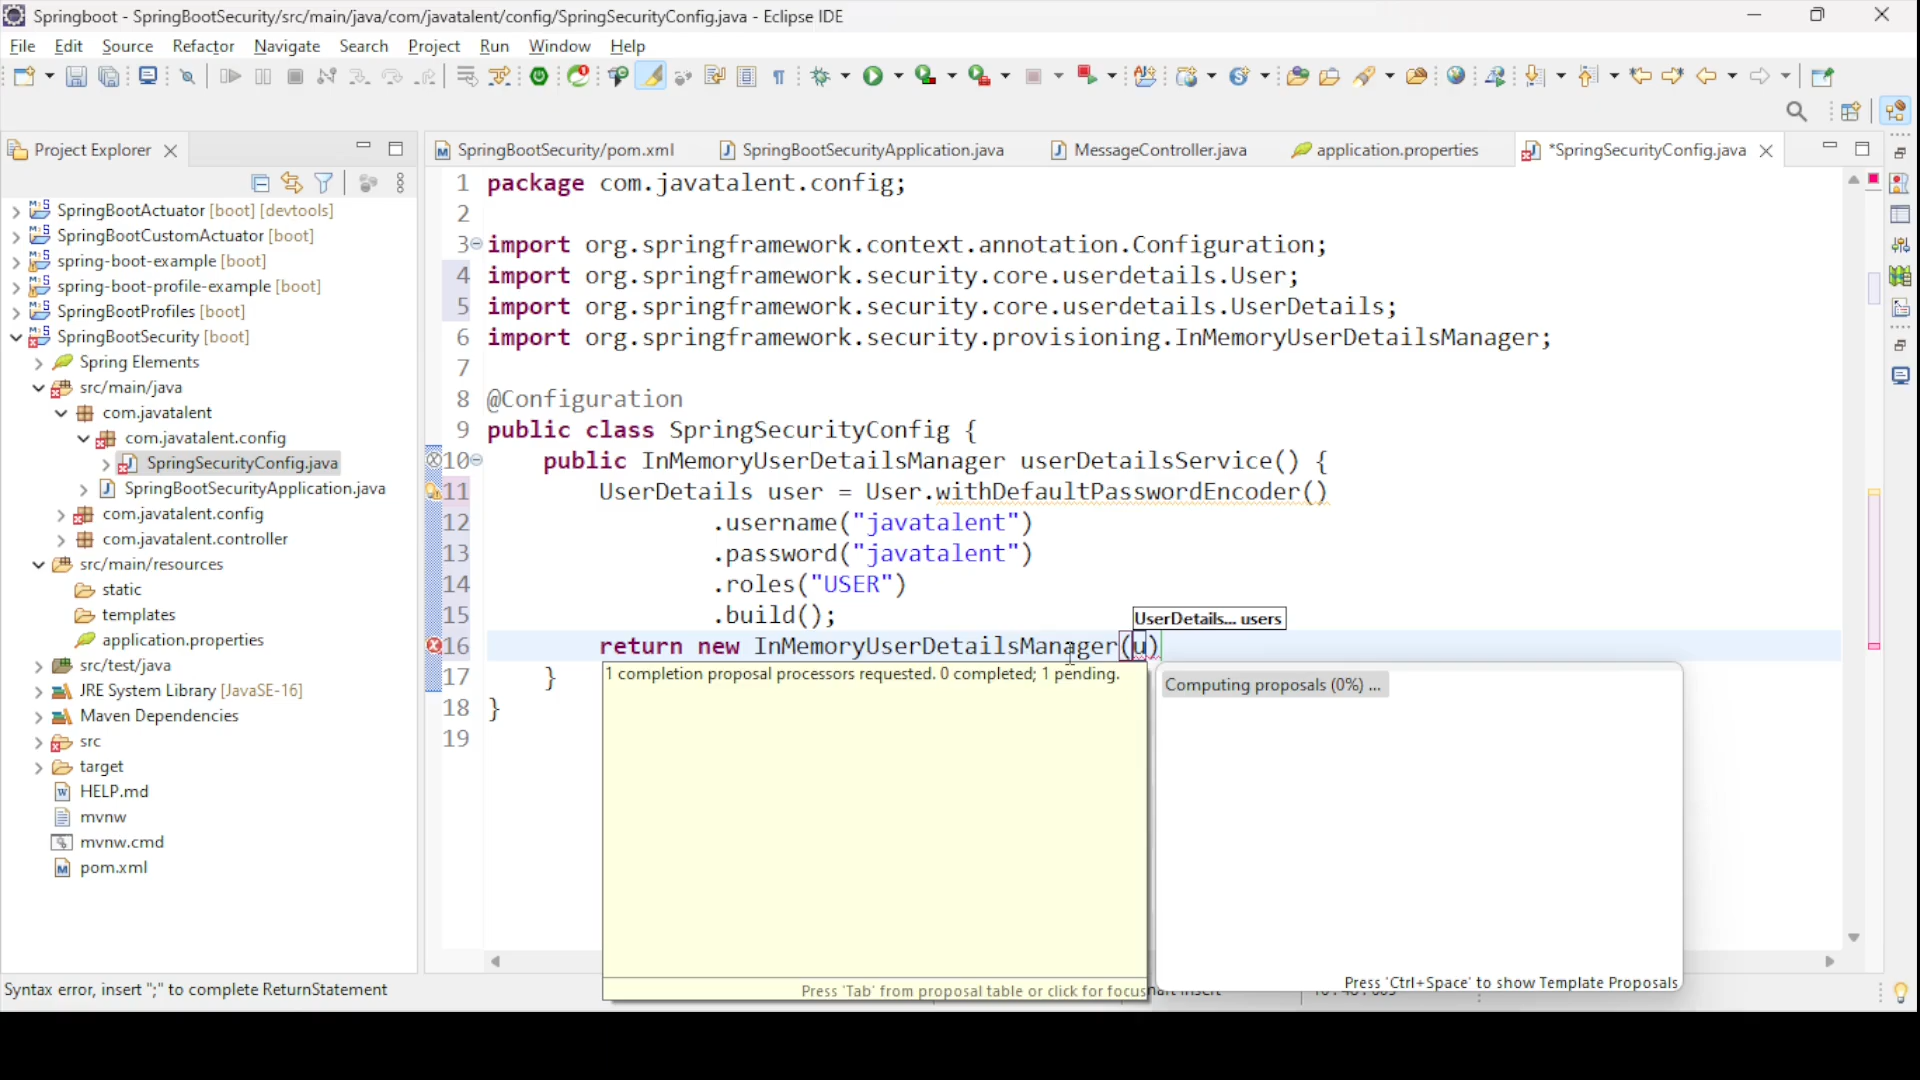 Springboot - SpringBootSecurity/src/main/java/com/javatalent/config/SpringSecurityConfig.java - Eclipse IDE
File Edit Source Refactor Navigate Search Project Run Window Help
Project Explorer
SpringBootActuator [boot] [devtools]
SpringBootCustomActuator [boot]
spring-boot-example [boot]
spring-boot-profile-example [boot]
SpringBootProfiles [boot]
SpringBootSecurity [boot]
Spring Elements
src/main/java
com.javatalent
com.javatalent.config
SpringSecurityConfig.java
SpringBootSecurityApplication.java
com.javatalent.config
com.javatalent.controller
src/main/resources
static
templates
application.properties
src/test/java
JRE System Library [JavaSE-16]
Maven Dependencies
src
target
HELP.md
mvnw
mvnw.cmd
pom.xml
SpringBootSecurity/pom.xml SpringBootSecurityApplication.java MessageController.java application.properties *SpringSecurityConfig.java
1 package com.javatalent.config;
2
3 import org.springframework.context.annotation.Configuration;
4 import org.springframework.security.core.userdetails.User;
5 import org.springframework.security.core.userdetails.UserDetails;
6 import org.springframework.security.provisioning.InMemoryUserDetailsManager;
7
8 @Configuration
9 public class SpringSecurityConfig {
10 public InMemoryUserDetailsManager userDetailsService() {
11 UserDetails user = User.withDefaultPasswordEncoder()
12 .username("javatalent")
13 .password("javatalent")
14 .roles("USER")
15 .build();
UserDetails... users
16 return new InMemoryUserDetailsManager(u)
17 }
18 }
19
1 completion proposal processors requested. 0 completed; 1 pending.
Press 'Tab' from proposal table or click for focus
Computing proposals (0%) ...
Press 'Ctrl+Space' to show Template Proposals
Syntax error, insert ";" to complete ReturnStatement